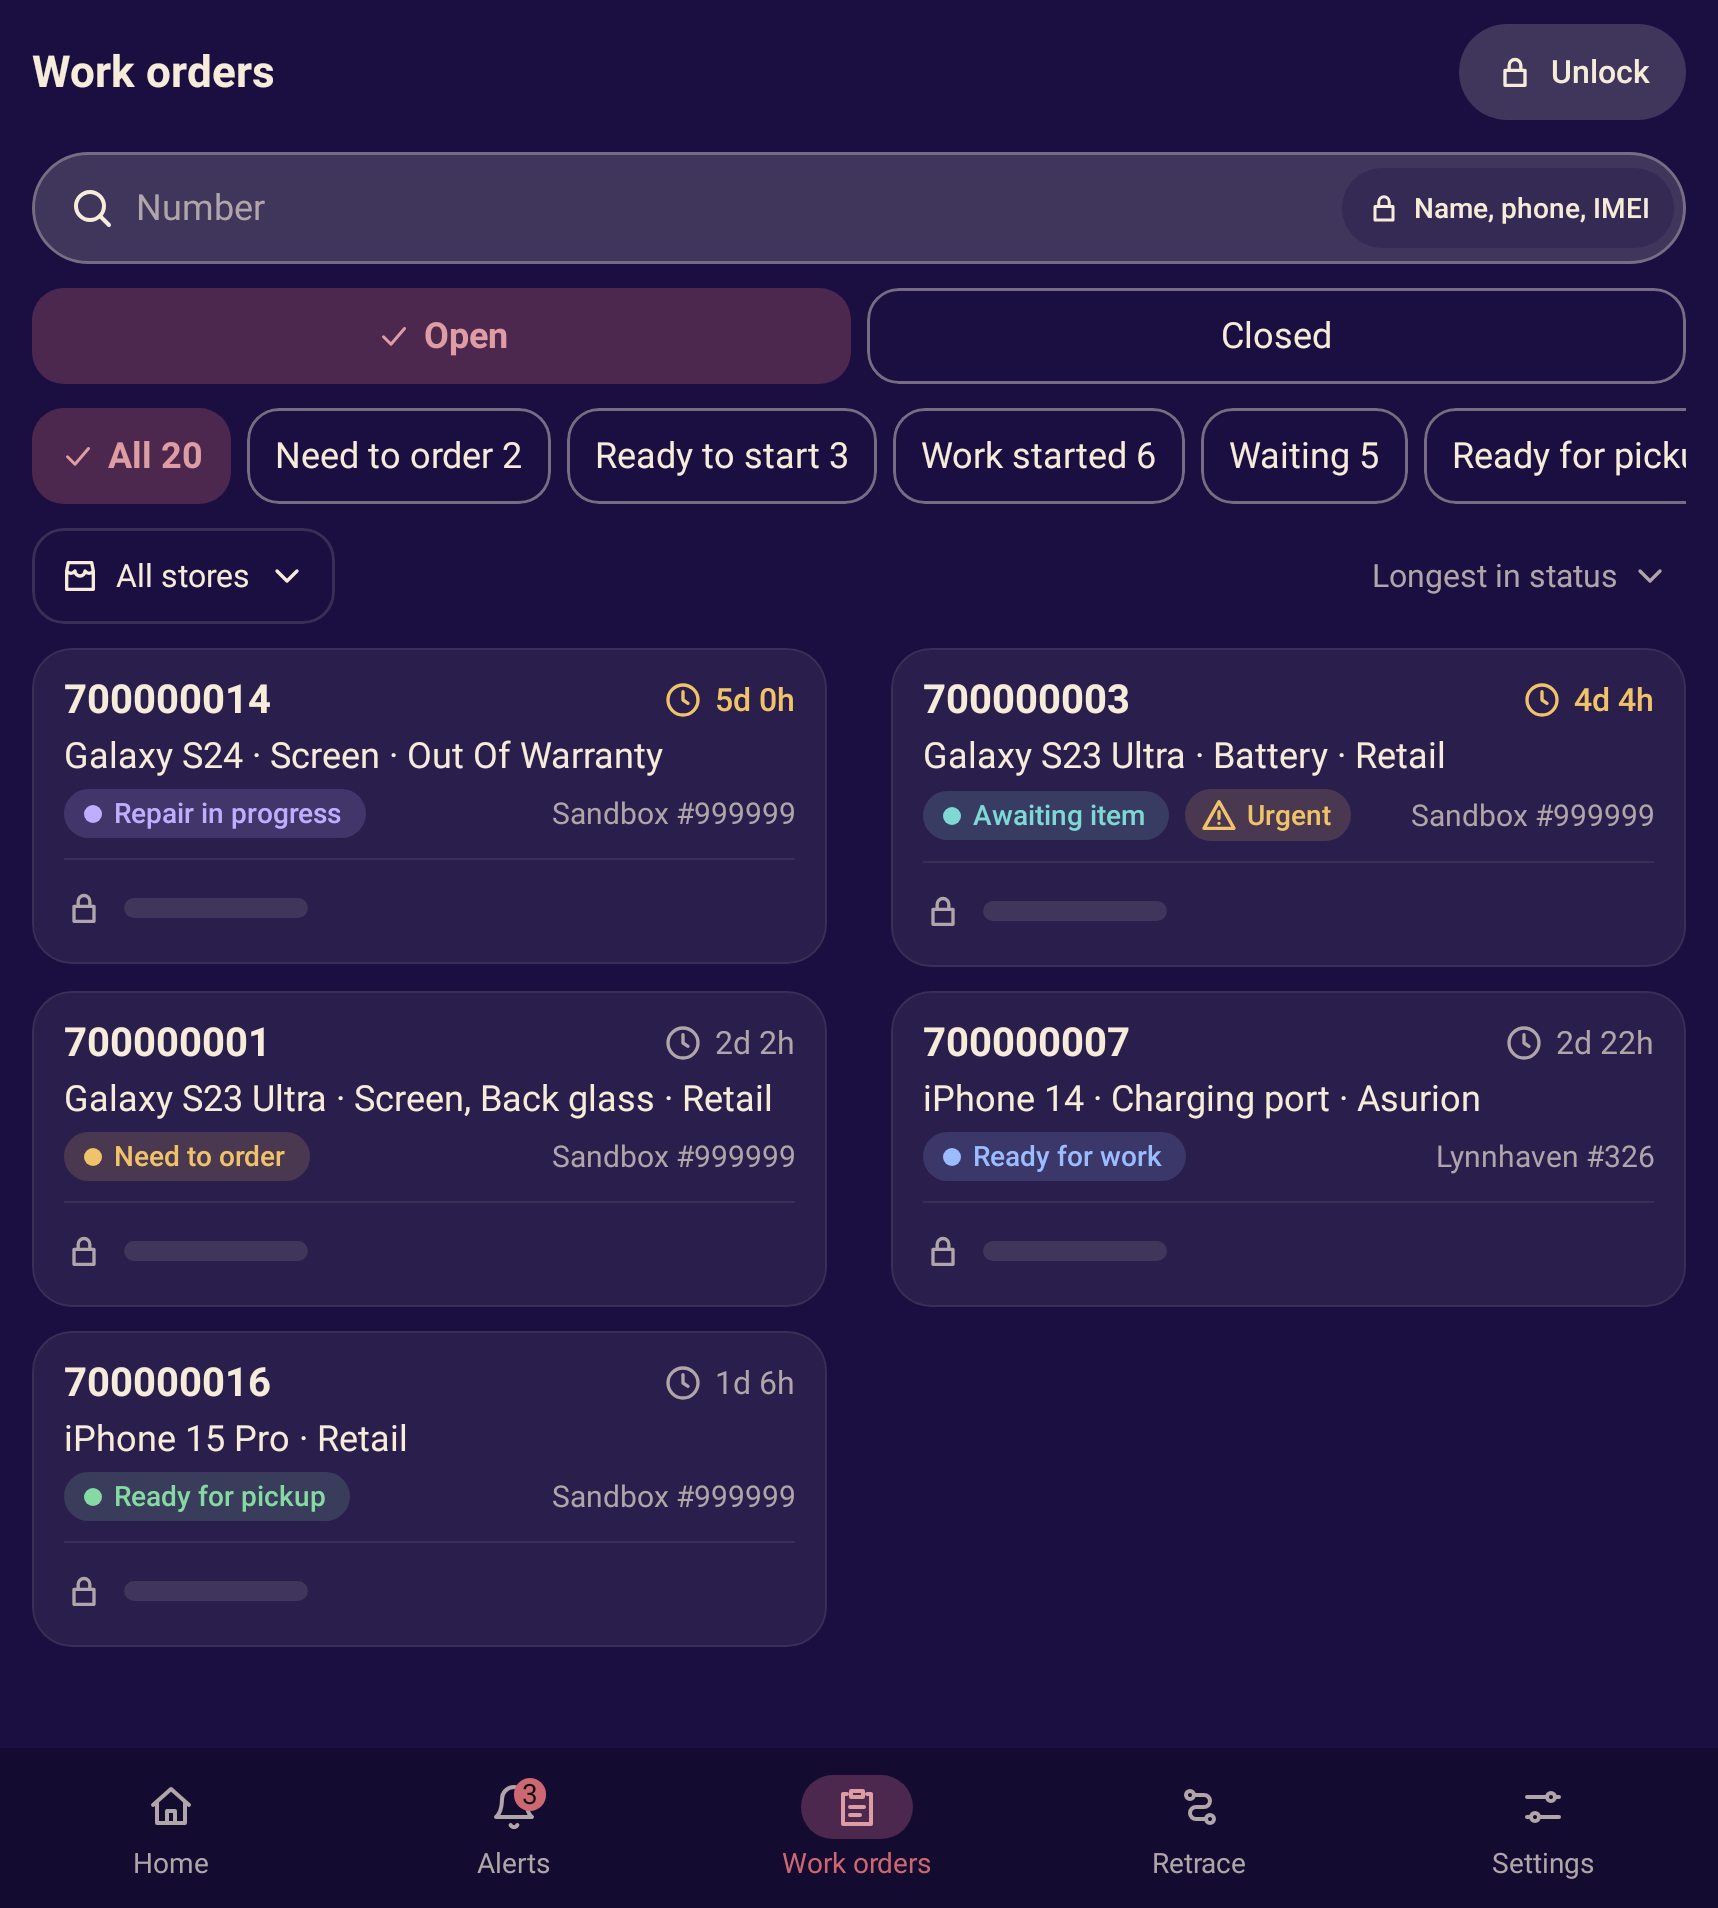 Work orders
Unlock
Number
Name, phone, IMEI
Open
Closed
All 20
Need to order 2
Ready to start 3
Work started 6
Waiting 5
Ready for
All stores
Longest in status
700000014
5d 0h
Galaxy S24 · Screen · Out Of Warranty
Repair in progress
Sandbox #999999
700000003
4d 4h
Galaxy S23 Ultra · Battery · Retail
Awaiting item
Urgent
Sandbox #999999
700000001
2d 2h
Galaxy S23 Ultra · Screen, Back glass · Retail
Need to order
Sandbox #999999
700000007
2d 22h
iPhone 14 · Charging port · Asurion
Ready for work
Lynnhaven #326
700000016
1d 6h
iPhone 15 Pro · Retail
Ready for pickup
Sandbox #999999
Home
3
Alerts
Work orders
Retrace
Settings